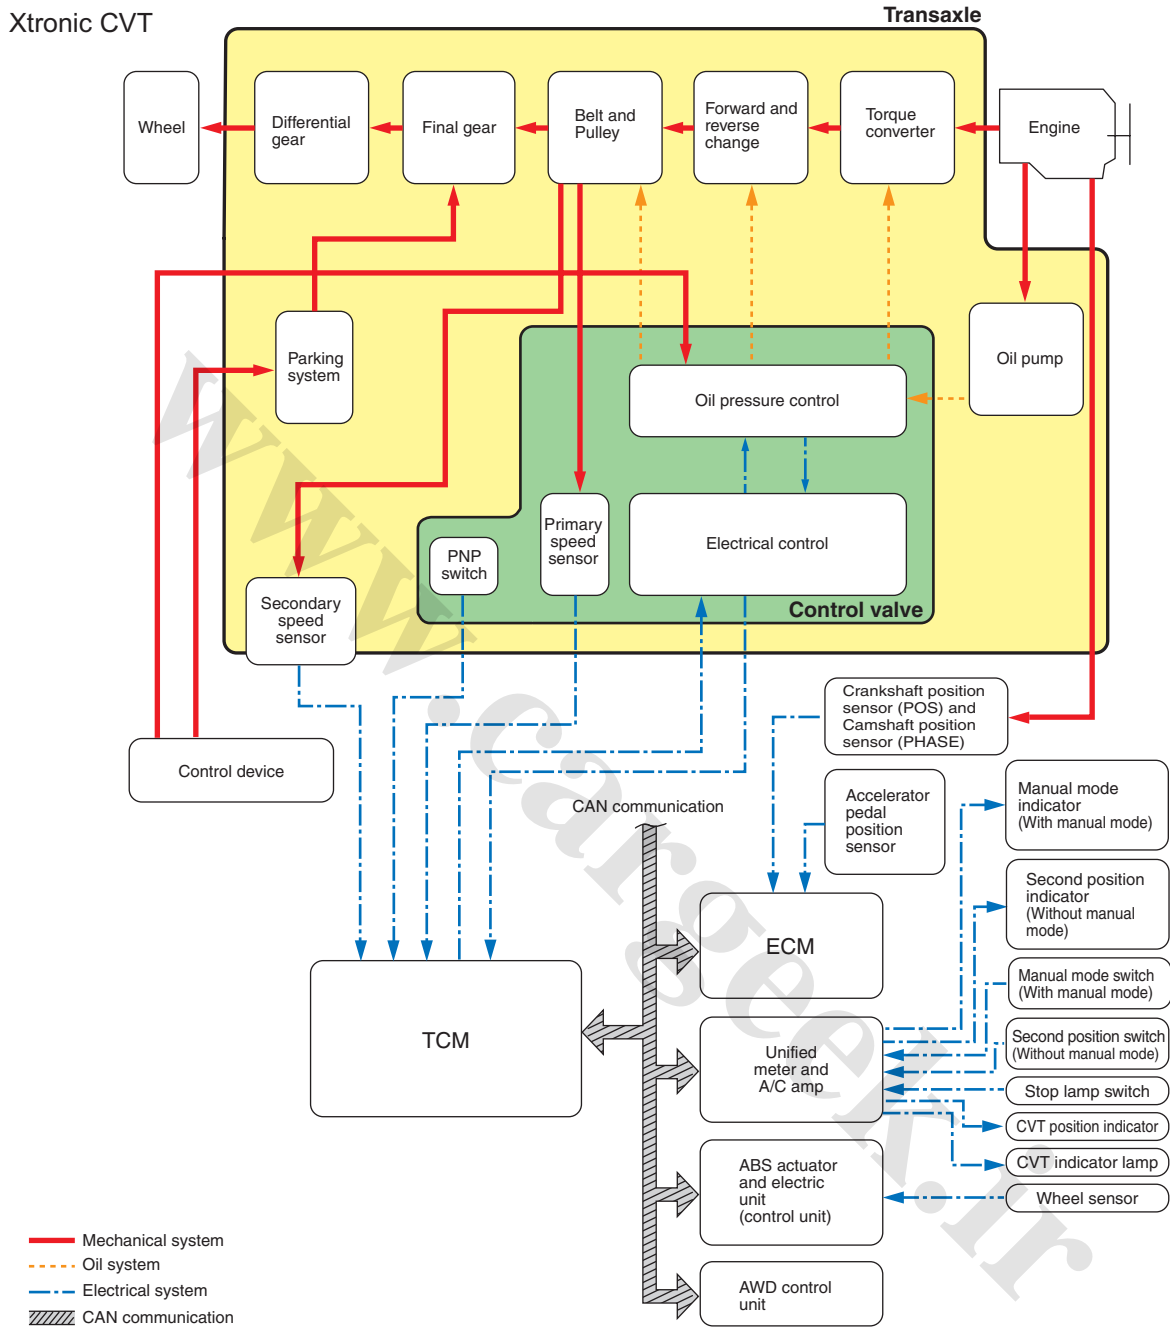 Xtronic CVT
Transaxle
Wheel
Differential
gear
Final gear
Belt and
Pulley
Forward and
reverse
change
Torque
converter
Engine
Parking
system
Oil pump
Oil pressure control
Electrical control
Primary
speed
sensor
PNP
switch
Control valve
Secondary
speed
sensor
Control device
Crankshaft position
sensor (POS) and
Camshaft position
sensor (PHASE)
CAN communication
Accelerator
pedal
position
sensor
Manual mode
indicator
(With manual mode)
Second position
indicator
(Without manual
mode)
Manual mode switch
(With manual mode)
Second position switch
(Without manual mode)
Stop lamp switch
CVT position indicator
CVT indicator lamp
Wheel sensor
TCM
ECM
Unified
meter and
A/C amp
ABS actuator
and electric
unit
(control unit)
AWD control
unit
Mechanical system
Oil system
Electrical system
CAN communication
www.cargeek.ir